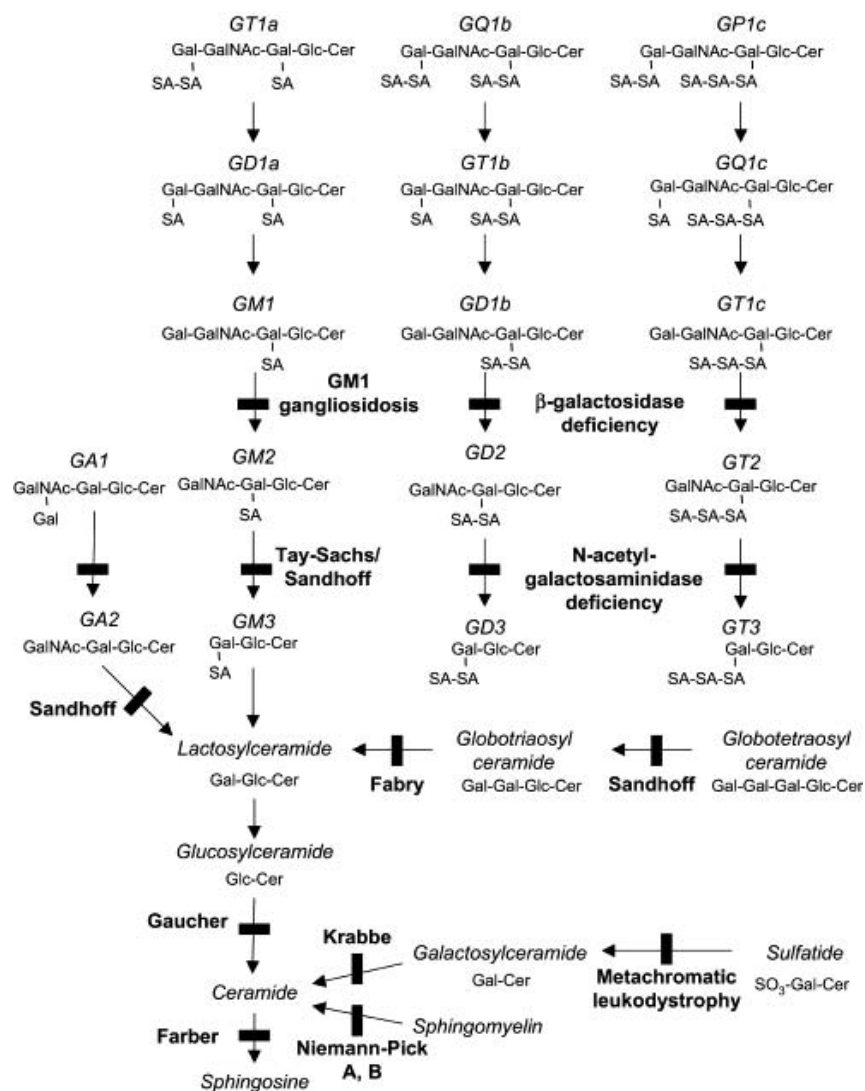 GT1a
GQ1b
GP1c
Gal-GalNAc-Gal-Glc-Cer
Gal-GalNAc-Gal-Glc-Cer
Gal-GalNAc-Gal-Glc-Cer
SA-SA
SA
SA-SA
SA-SA
SA-SA
SA-SA-SA
GD1a
GT1b
GQ1c
Gal-GalNAc-Gal-Glc-Cer
Gal-GalNAc-Gal-Glc-Cer
Gal-GalNAc-Gal-Glc-Cer
SA
SA
SA
SA-SA
SA
SA-SA-SA
GM1
GD1b
GT1c
Gal-GalNAc-Gal-Glc-Cer
Gal-GalNAc-Gal-Glc-Cer
Gal-GalNAc-Gal-Glc-Cer
SA
SA-SA
SA-SA-SA
GM1
gangliosidosis
β-galactosidase
deficiency
GA1
GM2
GD2
GT2
GalNAc-Gal-Glc-Cer
GalNAc-Gal-Glc-Cer
GalNAc-Gal-Glc-Cer
GalNAc-Gal-Glc-Cer
Gal
SA
SA-SA
SA-SA-SA
Tay-Sachs/
Sandhoff
N-acetyl-
galactosaminidase
deficiency
GA2
GM3
GD3
GT3
GalNAc-Gal-Glc-Cer
Gal-Glc-Cer
Gal-Glc-Cer
Gal-Glc-Cer
SA
SA-SA
SA-SA-SA
Sandhoff
Lactosylceramide
Gal-Glc-Cer
Fabry
Globotriaosyl
ceramide
Gal-Gal-Glc-Cer
Sandhoff
Globotetraosyl
ceramide
Gal-Gal-Gal-Glc-Cer
Glucosylceramide
Glc-Cer
Gaucher
Krabbe
Galactosylceramide
Gal-Cer
Metachromatic
leukodystrophy
Sulfatide
SO3-Gal-Cer
Ceramide
Sphingomyelin
Farber
Niemann-Pick
A, B
Sphingosine